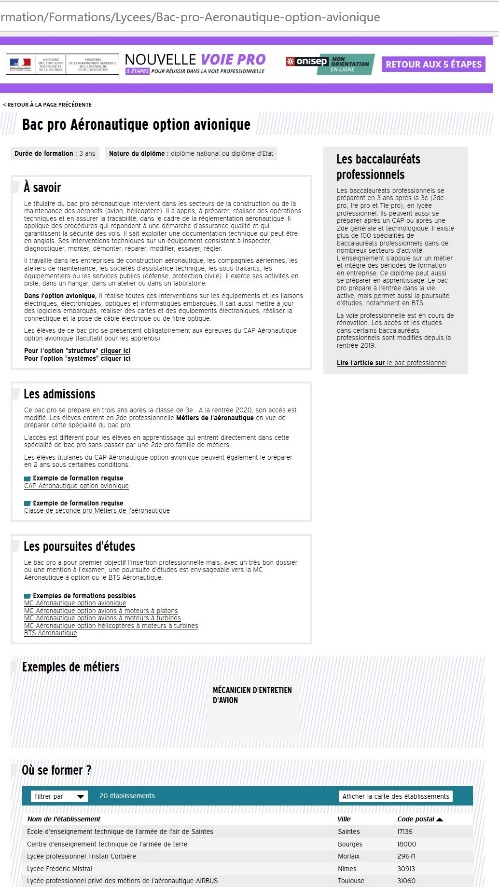 rmation/Formations/Lycees/Bac-pro-Aeronautique-option-avionique
NOUVELLE VOIE PRO
5 ÉTAPES POUR RÉUSSIR DANS LA VOIE PROFESSIONNELLE
onisep
MON
ORIENTATION
EN LIGNE
RETOUR AUX 5 ÉTAPES
< RETOUR À LA PAGE PRÉCÉDENTE
Bac pro Aéronautique option avionique
Durée de formation : 3 ans
Nature du diplôme : diplôme national ou diplôme d'Etat
À savoir
Le titulaire du bac pro aéronautique intervient dans les secteurs de la construction ou de la
maintenance des aéronefs (avion, hélicoptère). Il a appris, à préparer, réaliser des opérations
techniques et en assurer la traçabilité, dans le cadre de la réglementation aéronautique. Il
applique des procédures qui répondent à une démarche d'assurance qualité et qui
garantissent la sécurité des vols. Il sait exploiter une documentation technique qui peut être
en anglais. Ses interventions techniques sur un équipement consistent à inspecter,
diagnostiquer, monter, démonter, réparer, modifier, essayer, régler.
Il travaille dans les entreprises de construction aéronautique, les compagnies aériennes, les
ateliers de maintenance, les sociétés d'assistance technique, les sous-traitants, les
équipementiers ou les services publics (défense, protection civile). Il exerce ses activités en
piste, dans un hangar, dans un atelier ou dans un laboratoire.
Dans l'option avionique, il réalise toutes ces interventions sur les équipements et les liaisons
électriques, électroniques, optiques et informatiques embarqués. Il sait aussi mettre à jour
des logiciels embarqués, réaliser des cartes et des équipements électroniques, réaliser la
connectique et la pose de câble électrique ou de fibre optique.
Les élèves de ce bac pro se présentent obligatoirement aux épreuves du CAP Aéronautique
option avionique (facultatif pour les apprentis)
Pour l'option "structure" cliquer ici
Pour l'option "systèmes" cliquer ici
Les admissions
Ce bac pro se prépare en trois ans après la classe de 3e . A la rentrée 2020, son accès est
modifié. Les élèves entrent en 2de professionnelle Métiers de l'aéronautique en vue de
préparer cette spécialité du bac pro.
L'accès est différent pour les élèves en apprentissage qui entrent directement dans cette
spécialité de bac pro sans passer par une 2de pro famille de métiers.
Les élèves titulaires du CAP Aéronautique option avionique peuvent également le préparer
en 2 ans sous certaines conditions.
Exemple de formation requise
CAP Aéronautique option avionique
Exemple de formation requise
Classe de seconde pro Métiers de l'aéronautique
Les poursuites d'études
Le bac pro a pour premier objectif l'insertion professionnelle mais, avec un très bon dossier
ou une mention à l'examen, une poursuite d'études est envisageable vers la MC
Aéronautique à option ou le BTS Aéronautique.
Exemples de formations possibles
MC Aéronautique option avionique
MC Aéronautique option avions à moteurs à pistons
MC Aéronautique option avions à moteurs à turbines
MC Aéronautique option hélicoptères à moteurs à turbines
BTS Aéronautique
Les baccalauréats
professionnels
Les baccalauréats professionnels se
préparent en 3 ans après la 3e (2de
pro, 1re pro et Tle pro), en lycée
professionnel. Ils peuvent aussi se
préparer après un CAP ou après une
2de générale et technologique. Il existe
plus de 100 spécialités de
baccalauréats professionnels dans de
nombreux secteurs d'activité.
L'enseignement s'appuie sur un métier
et intègre des périodes de formation
en entreprise. Ce diplôme peut aussi
se préparer en apprentissage. Le bac
pro prépare à l'entrée dans la vie
active, mais permet aussi la poursuite
d'études, notamment en BTS.
La voie professionnelle est en cours de
rénovation. Les accès et les études
dans certains baccalauréats
professionnels sont modifiés depuis la
rentrée 2019.
Lire l'article sur le bac professionnel
Exemples de métiers
MÉCANICIEN D'ENTRETIEN
D'AVION
Où se former ?
Filtrer par
20 établissements
Afficher la carte des établissements
Nom de l'établissement Ville Code postal
Ecole d'enseignement technique de l'armée de l'air de Saintes Saintes 17136
Centre d'enseignement technique de l'armée de terre Bourges 18000
Lycée professionnel Tristan Corbière Morlaix 29671
Lycée Frédéric Mistral Nîmes 30913
Lycée professionnel privé des métiers de l'aéronautique AIRBUS Toulouse 31060